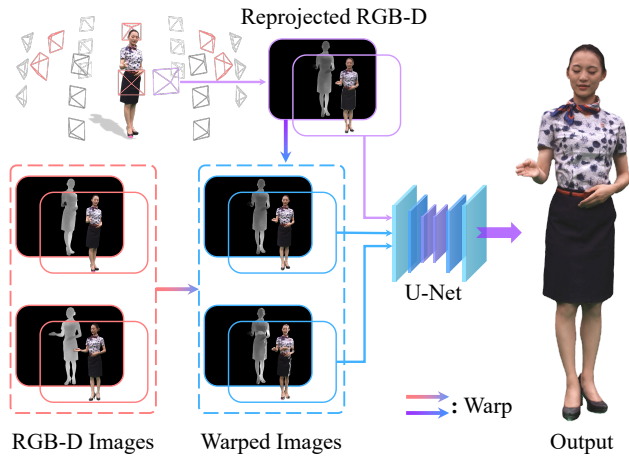 Reprojected RGB-D
U-Net
: Warp
RGB-D Images
Warped Images
Output